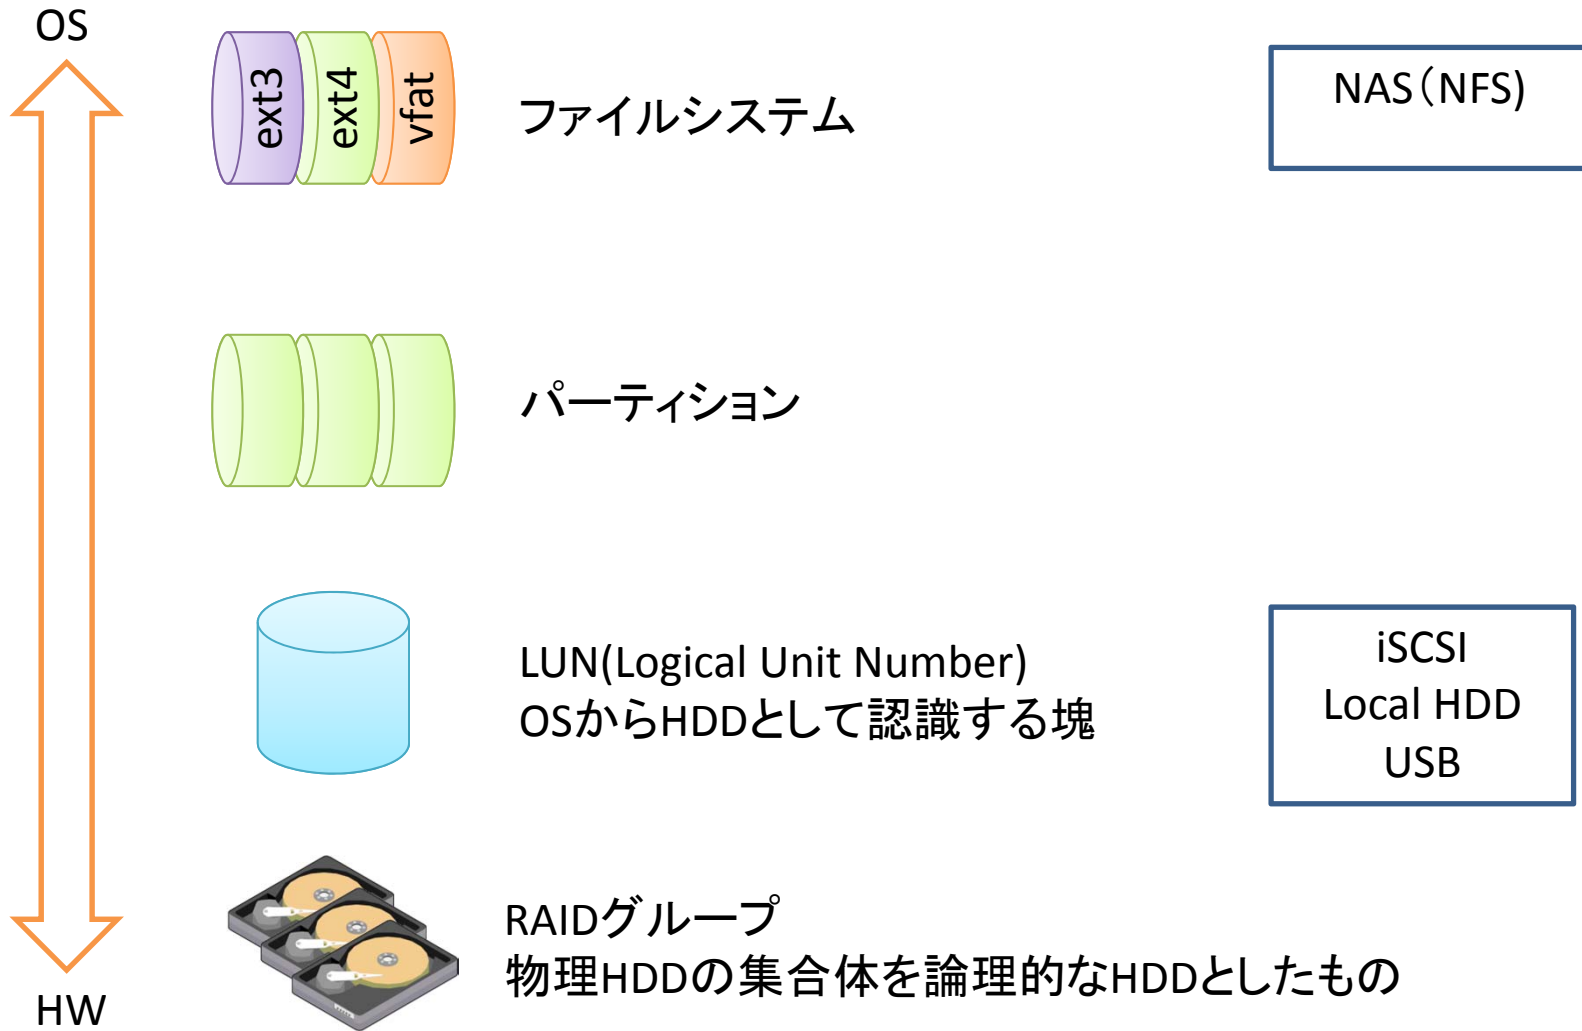 OS
ext3
ext4
vfat
ファイルシステム
NAS（NFS)
パーティション
LUN(Logical Unit Number)
OSからHDDとして認識する塊
iSCSI
Local HDD
USB
RAIDグループ
物理HDDの集合体を論理的なHDDとしたもの
HW